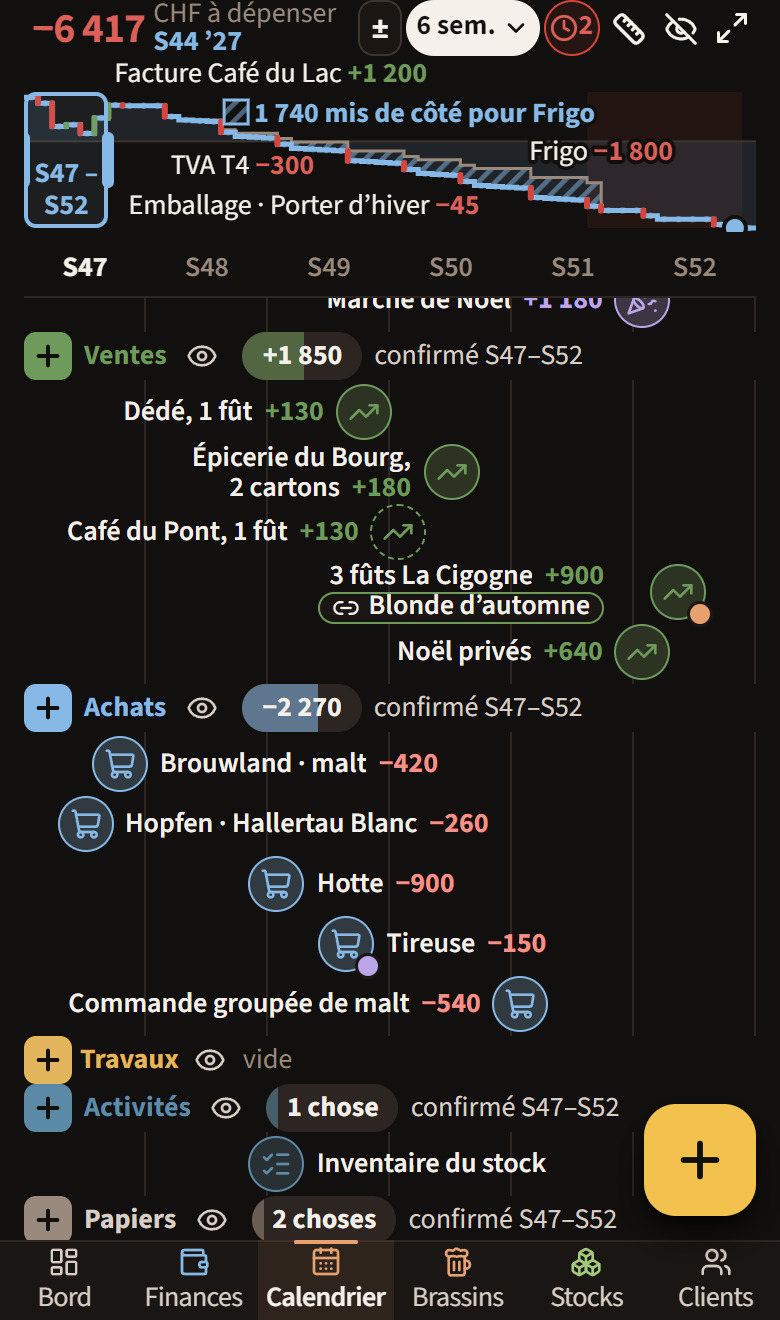 −6 417 CHF à dépenser
S44 ’27
±
6 sem.
2
Facture Café du Lac +1 200
1 740 mis de côté pour Frigo
Frigo −1 800
TVA T4 −300
S47 –
S52
Emballage · Porter d’hiver −45
S47 S48 S49 S50 S51 S52
Marché de Noël +1 180
Ventes +1 850 confirmé S47–S52
Dédé, 1 fût +130
Épicerie du Bourg,
2 cartons +180
Café du Pont, 1 fût +130
3 fûts La Cigogne +900
Blonde d’automne
Noël privés +640
Achats −2 270 confirmé S47–S52
Brouwland · malt −420
Hopfen · Hallertau Blanc −260
Hotte −900
Tireuse −150
Commande groupée de malt −540
Travaux vide
Activités 1 chose confirmé S47–S52
Inventaire du stock
Papiers 2 choses confirmé S47–S52
Bord Finances Calendrier Brassins Stocks Clients